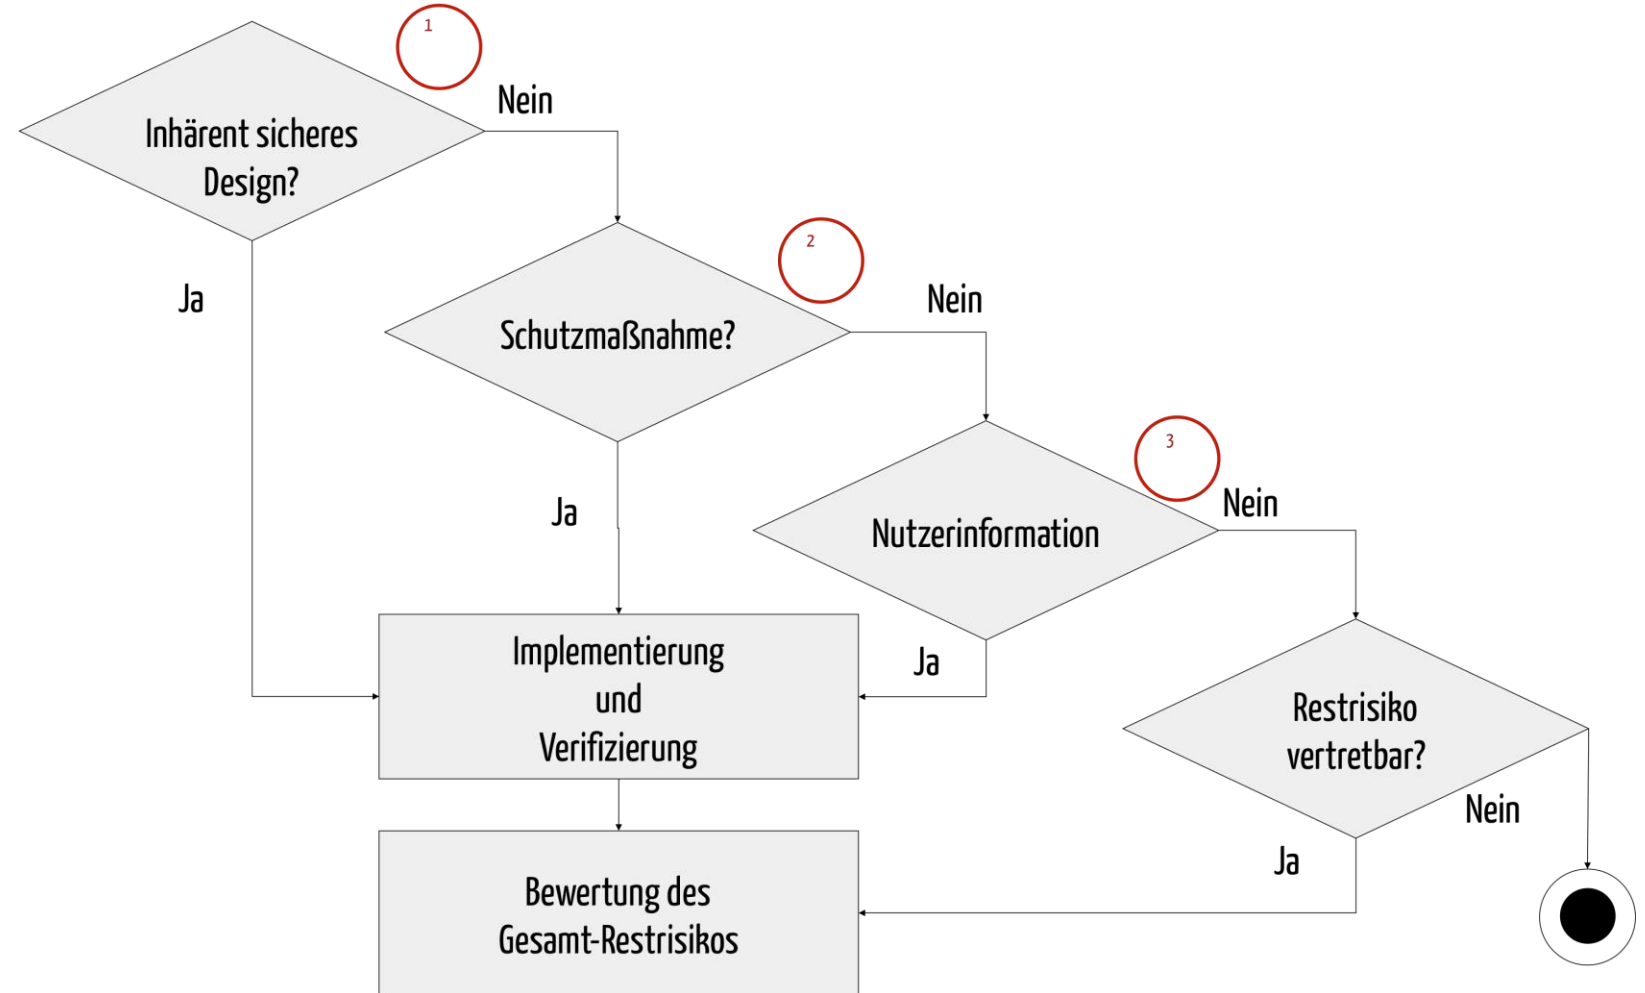 1
Nein
Inhärent sicheres
Design?
Ja
2
Nein
Schutzmaßnahme?
Ja
3
Nein
Nutzerinformation
Ja
Implementierung
und
Verifizierung
Restrisiko
vertretbar?
Nein
Ja
Bewertung des
Gesamt-Restrisikos